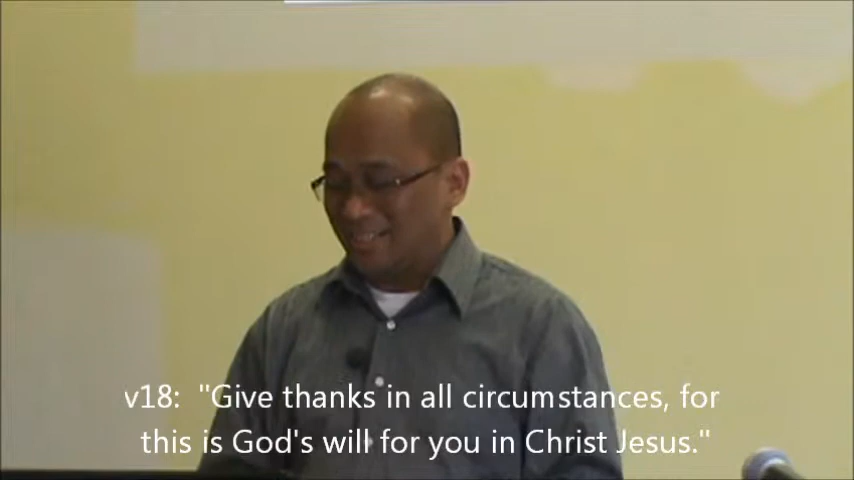 v18:  "Give thanks in all circumstances, for
this is God's will for you in Christ Jesus."